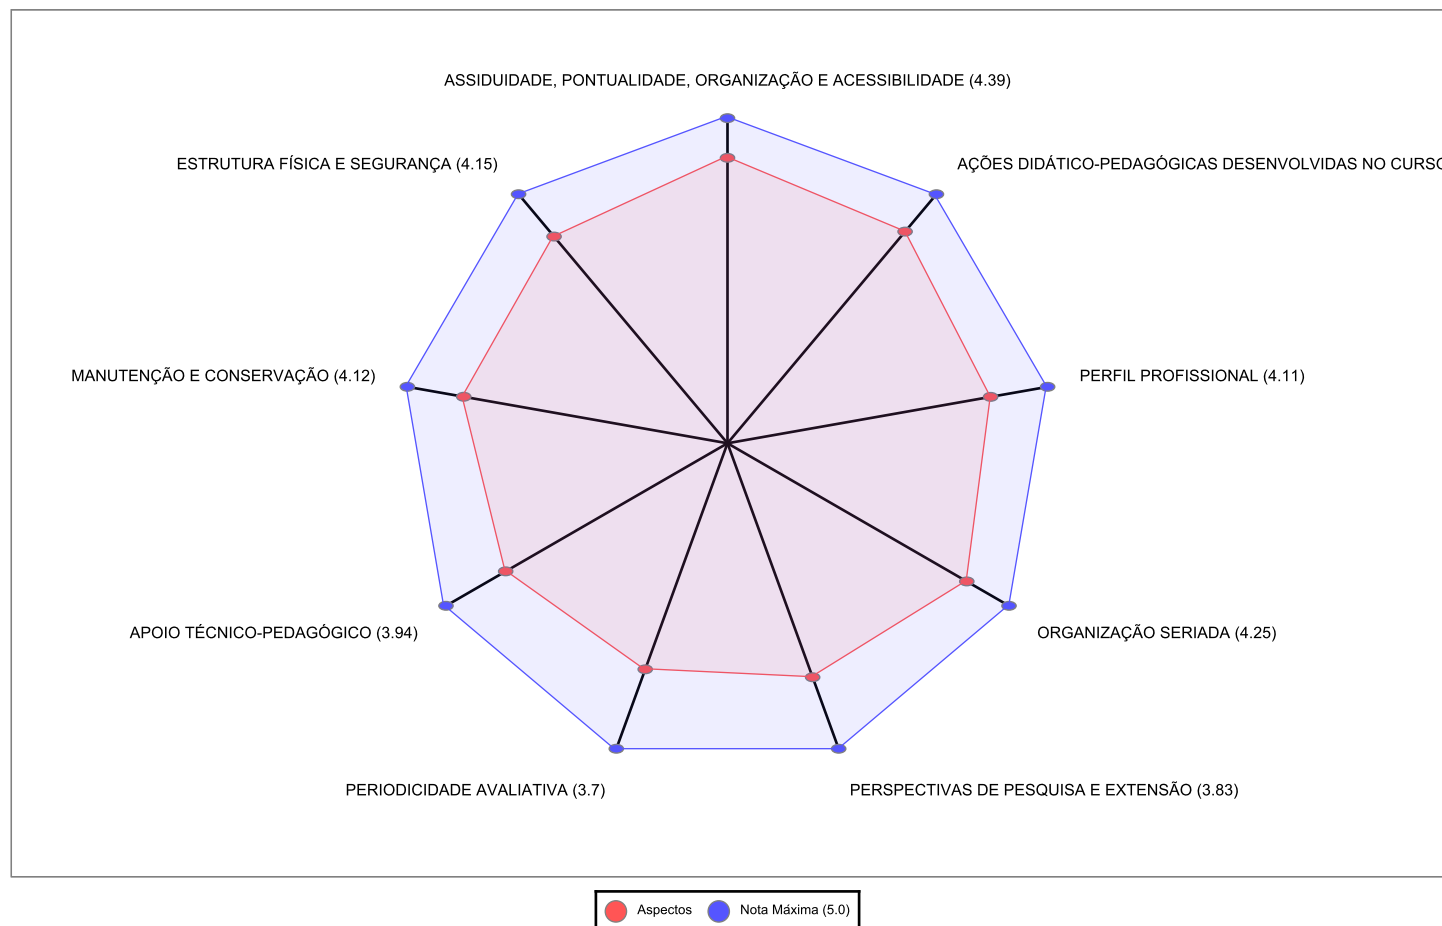 ASSIDUIDADE, PONTUALIDADE, ORGANIZAÇÃO E ACESSIBILIDADE (4.39)
ESTRUTURA FÍSICA E SEGURANÇA (4.15)
AÇÕES DIDÁTICO-PEDAGÓGICAS DESENVOLVIDAS NO CURSO
MANUTENÇÃO E CONSERVAÇÃO (4.12)
PERFIL PROFISSIONAL (4.11)
APOIO TÉCNICO-PEDAGÓGICO (3.94)
ORGANIZAÇÃO SERIADA (4.25)
PERIODICIDADE AVALIATIVA (3.7)
PERSPECTIVAS DE PESQUISA E EXTENSÃO (3.83)
Aspectos
Nota Máxima (5.0)